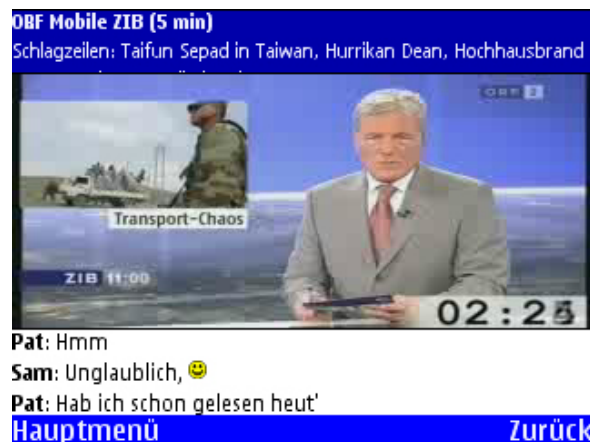 OBF Mobile ZIB (5 min)
Schlagzeilen: Taifun Sepad in Taiwan, Hurrikan Dean, Hochhausbrand
ORF 2
Transport-Chaos
ZIB 11:00
Pat: Hmm
Sam: Unglaublich, 🙂
Pat: Hab ich schon gelesen heut'
Hauptmenü Zurück